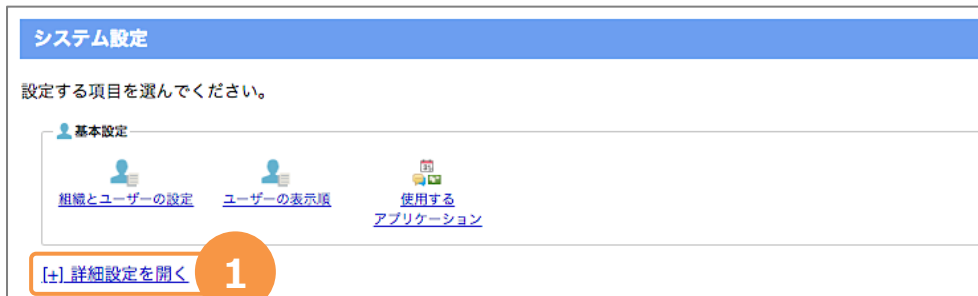 システム設定
設定する項目を選んでください。
基本設定
組織とユーザーの設定
ユーザーの表示順
使用する
アプリケーション
[+] 詳細設定を開く
1